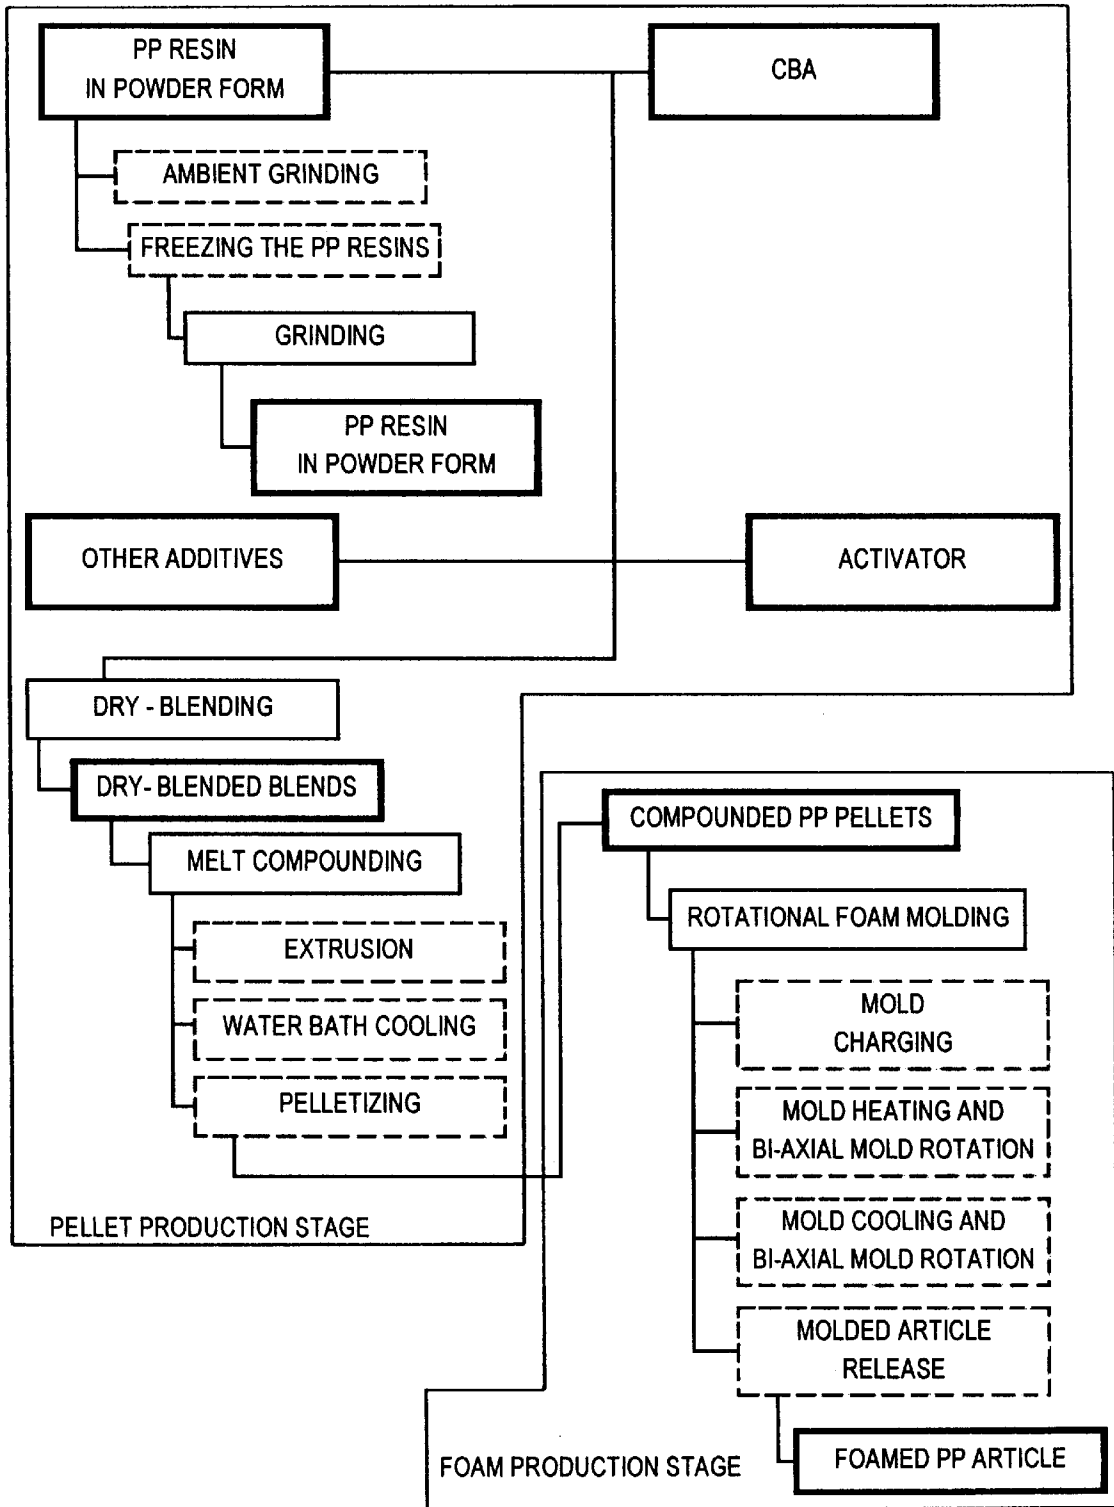 PP RESIN
IN POWDER FORM
CBA
AMBIENT GRINDING
FREEZING THE PP RESINS
GRINDING
PP RESIN
IN POWDER FORM
OTHER ADDITIVES
ACTIVATOR
DRY - BLENDING
DRY- BLENDED BLENDS
MELT COMPOUNDING
EXTRUSION
WATER BATH COOLING
PELLETIZING
PELLET PRODUCTION STAGE
COMPOUNDED PP PELLETS
ROTATIONAL FOAM MOLDING
MOLD
CHARGING
MOLD HEATING AND
BI-AXIAL MOLD ROTATION
MOLD COOLING AND
BI-AXIAL MOLD ROTATION
MOLDED ARTICLE
RELEASE
FOAMED PP ARTICLE
FOAM PRODUCTION STAGE